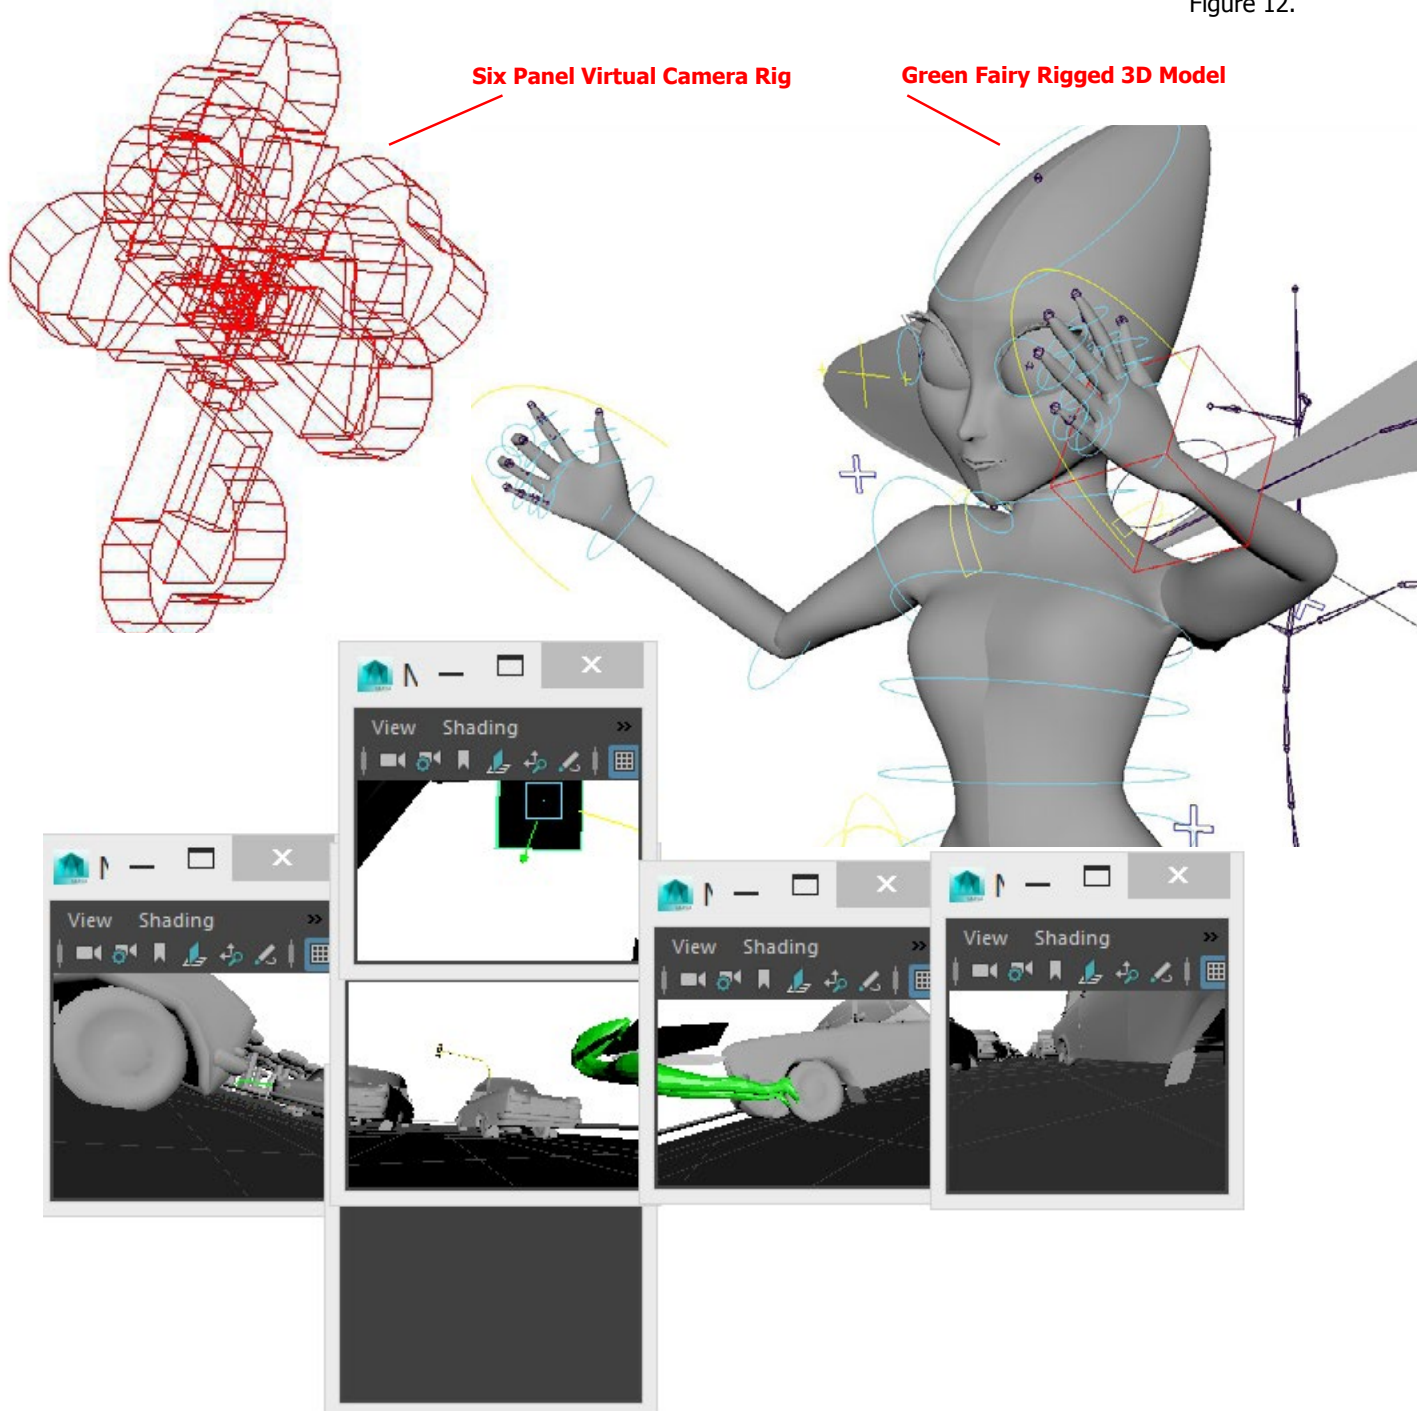 Figure 12.
Six Panel Virtual Camera Rig
Green Fairy Rigged 3D Model
View Shading »
View Shading »
View Shading »
View Shading »